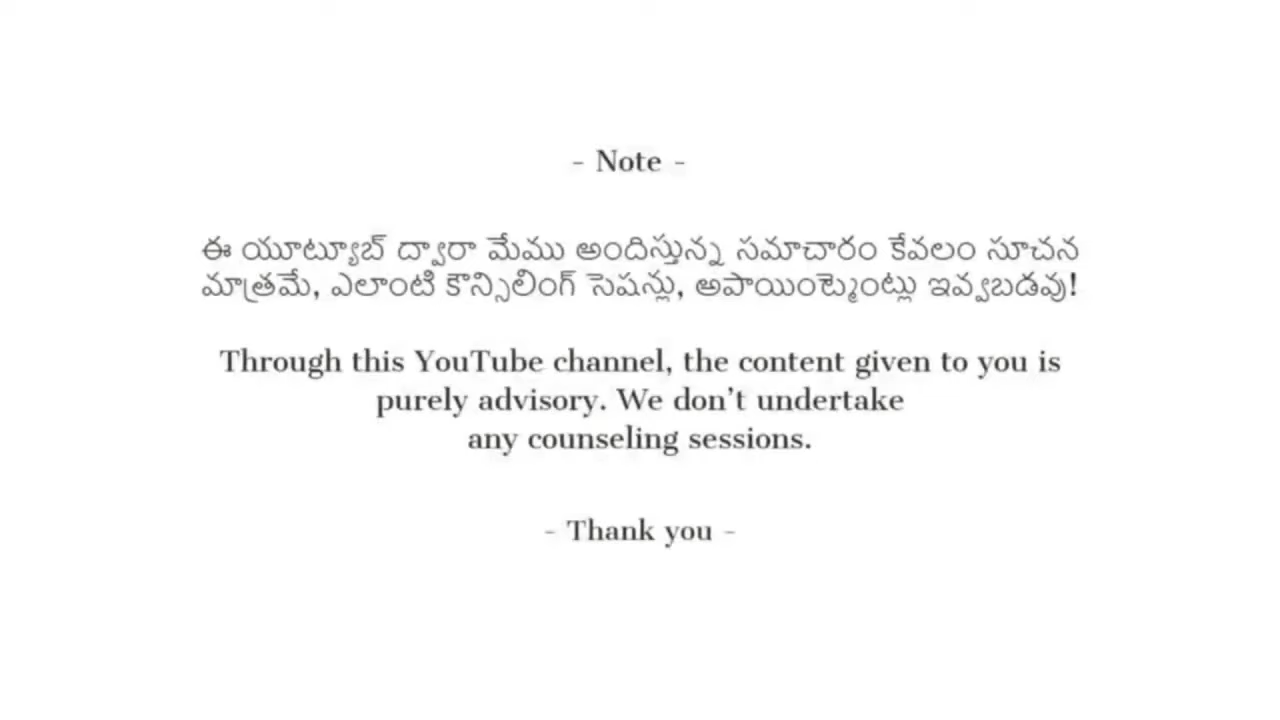 - Note -
ఈ యూట్యూబ్ ద్వారా మేము అందిస్తున్న సమాచారం కేవలం సూచన
మాత్రమే, ఎలాంటి కౌన్సిలింగ్ సెషన్లు, అపాయింట్మెంట్లు ఇవ్వబడవు!
Through this YouTube channel, the content given to you is
purely advisory. We don’t undertake
any counseling sessions.
- Thank you -